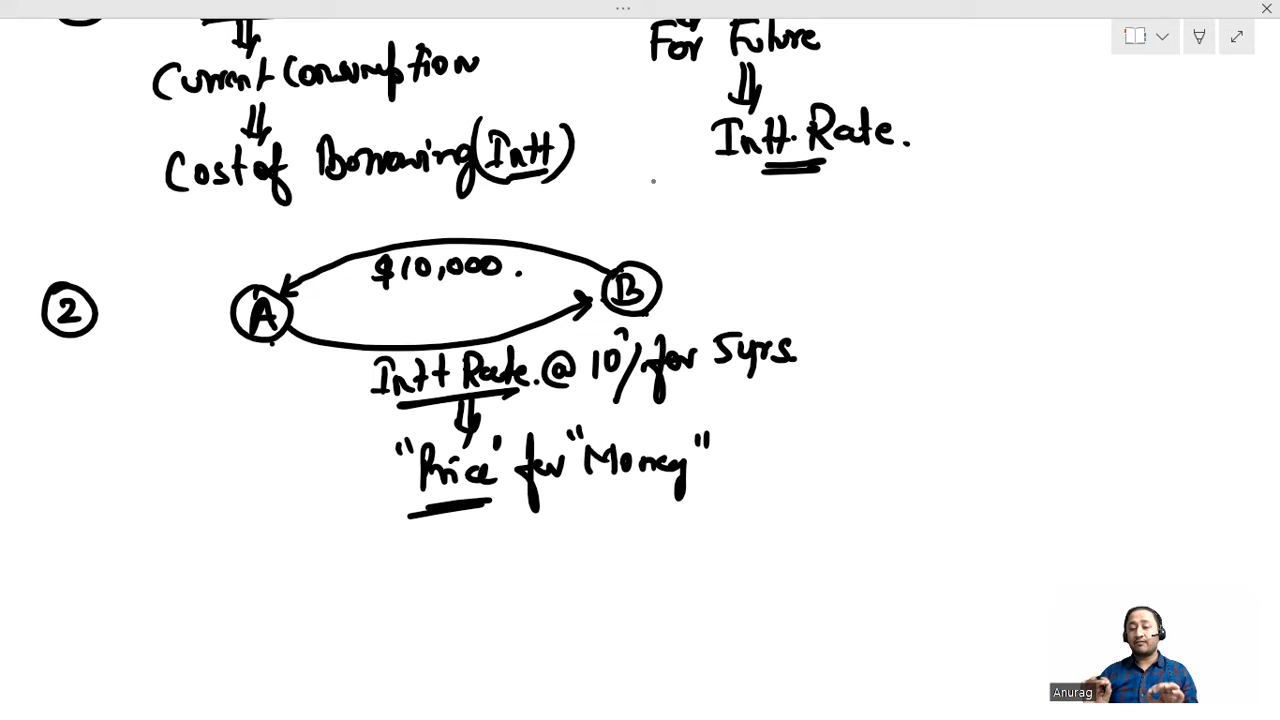 Current Consumption
Cost of Borrowing (Intt)
For Future
Intt. Rate.
2
A
$10,000.
B
Intt Rate. @ 10% for 5yrs.
"Price" for "Money"
Anurag